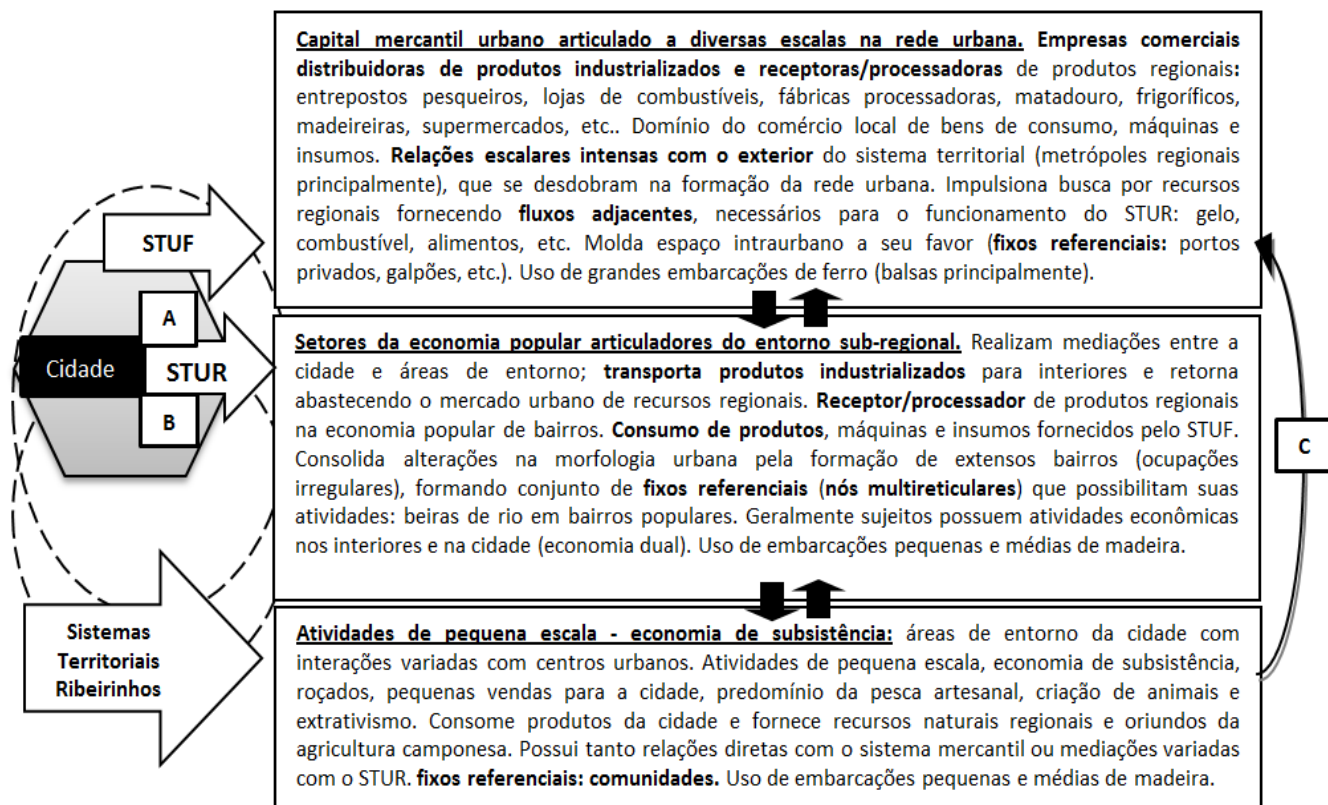 Capital mercantil urbano articulado a diversas escalas na rede urbana. Empresas comerciais
distribuidoras de produtos industrializados e receptoras/processadoras de produtos regionais:
entrepostos pesqueiros, lojas de combustíveis, fábricas processadoras, matadouro, frigoríficos,
madeireiras, supermercados, etc.. Domínio do comércio local de bens de consumo, máquinas e
insumos. Relações escalares intensas com o exterior do sistema territorial (metrópoles regionais
principalmente), que se desdobram na formação da rede urbana. Impulsiona busca por recursos
regionais fornecendo fluxos adjacentes, necessários para o funcionamento do STUR: gelo,
combustível, alimentos, etc. Molda espaço intraurbano a seu favor (fixos referenciais: portos
privados, galpões, etc.). Uso de grandes embarcações de ferro (balsas principalmente).
STUF
A
Cidade
STUR
B
Setores da economia popular articuladores do entorno sub-regional. Realizam mediações entre a
cidade e áreas de entorno; transporta produtos industrializados para interiores e retorna
abastecendo o mercado urbano de recursos regionais. Receptor/processador de produtos regionais
na economia popular de bairros. Consumo de produtos, máquinas e insumos fornecidos pelo STUF.
Consolida alterações na morfologia urbana pela formação de extensos bairros (ocupações
irregulares), formando conjunto de fixos referenciais (nós multireticulares) que possibilitam suas
atividades: beiras de rio em bairros populares. Geralmente sujeitos possuem atividades econômicas
nos interiores e na cidade (economia dual). Uso de embarcações pequenas e médias de madeira.
C
Sistemas
Territoriais
Ribeirinhos
Atividades de pequena escala - economia de subsistência: áreas de entorno da cidade com
interações variadas com centros urbanos. Atividades de pequena escala, economia de subsistência,
roçados, pequenas vendas para a cidade, predomínio da pesca artesanal, criação de animais e
extrativismo. Consome produtos da cidade e fornece recursos naturais regionais e oriundos da
agricultura camponesa. Possui tanto relações diretas com o sistema mercantil ou mediações variadas
com o STUR. fixos referenciais: comunidades. Uso de embarcações pequenas e médias de madeira.